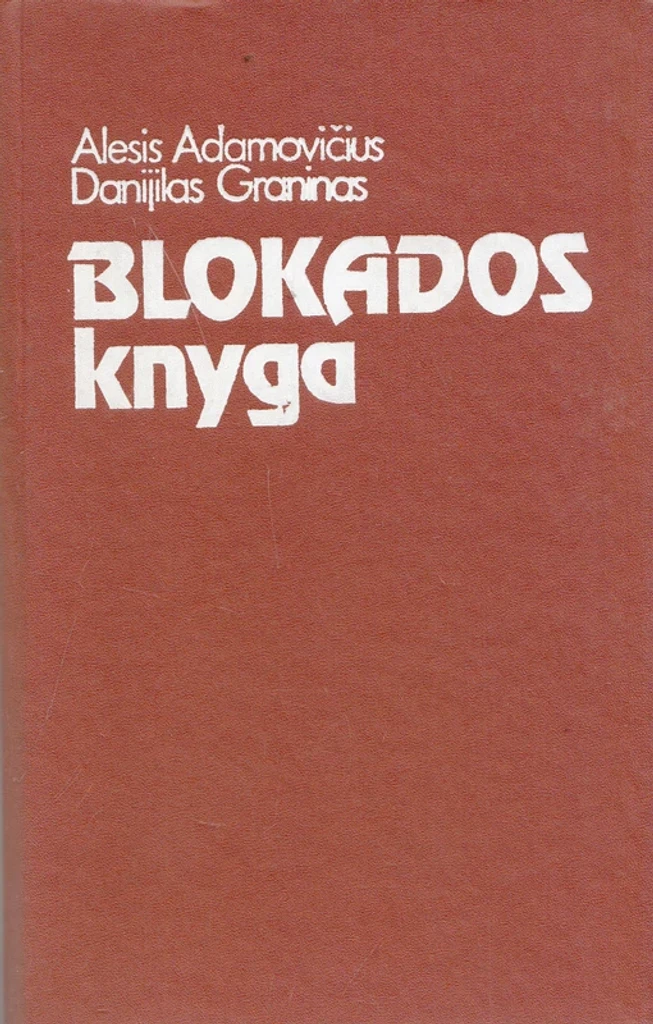 Alesis Adamovičius
Danijilas Graninas
BLOKADOS
knyga